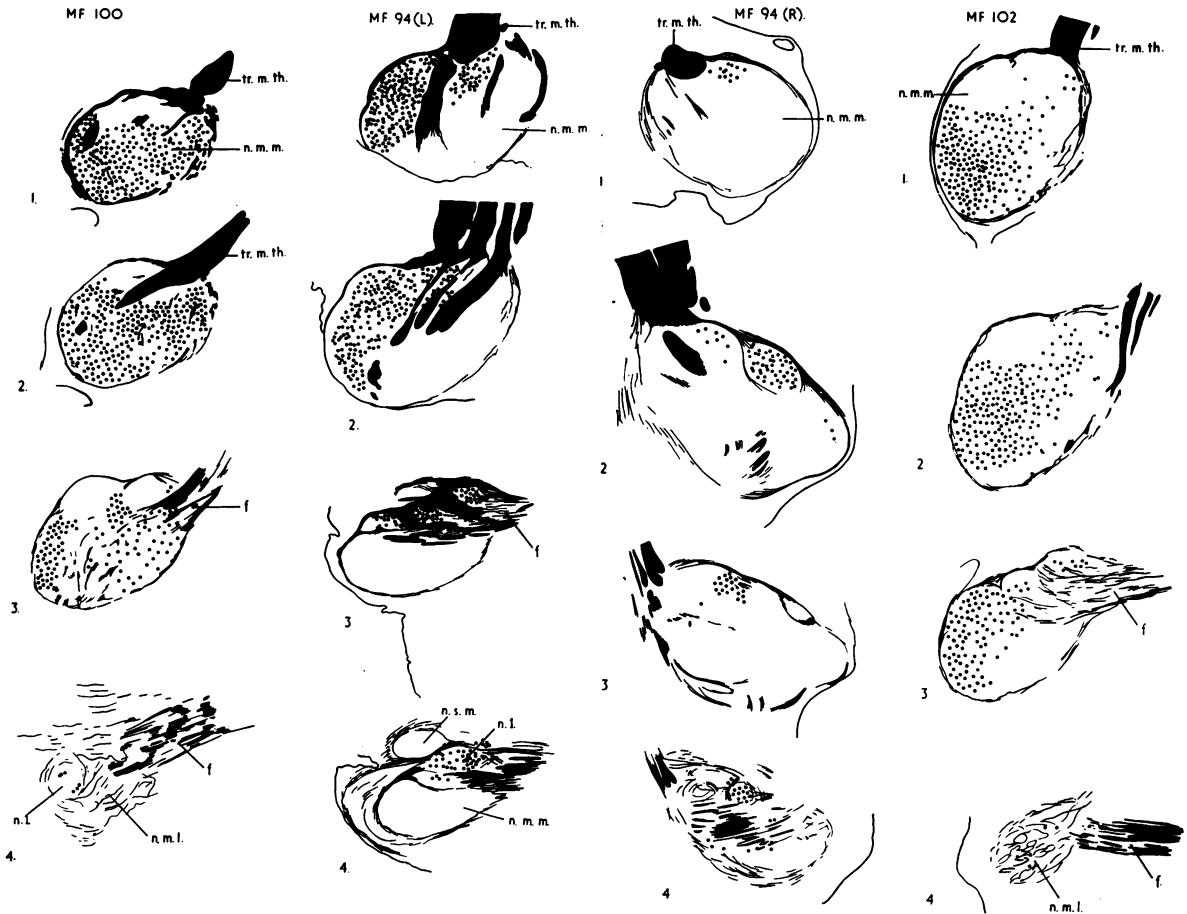 MF 100
tr. m. th.
n. m. m.
1.
tr. m. th.
2.
f
3.
f
n.l.
n. m. l.
4.
MF 94(L).
tr. m. th.
n. m. m.
1.
2.
f
3
n. s. m.
n. l.
n. m. m.
4.
MF 94 (R).
tr. m. th.
n. m. m.
1
2
3
4
MF 102
tr. m. th.
n. m. m.
1.
2
f
3
f.
n. m. l.
4